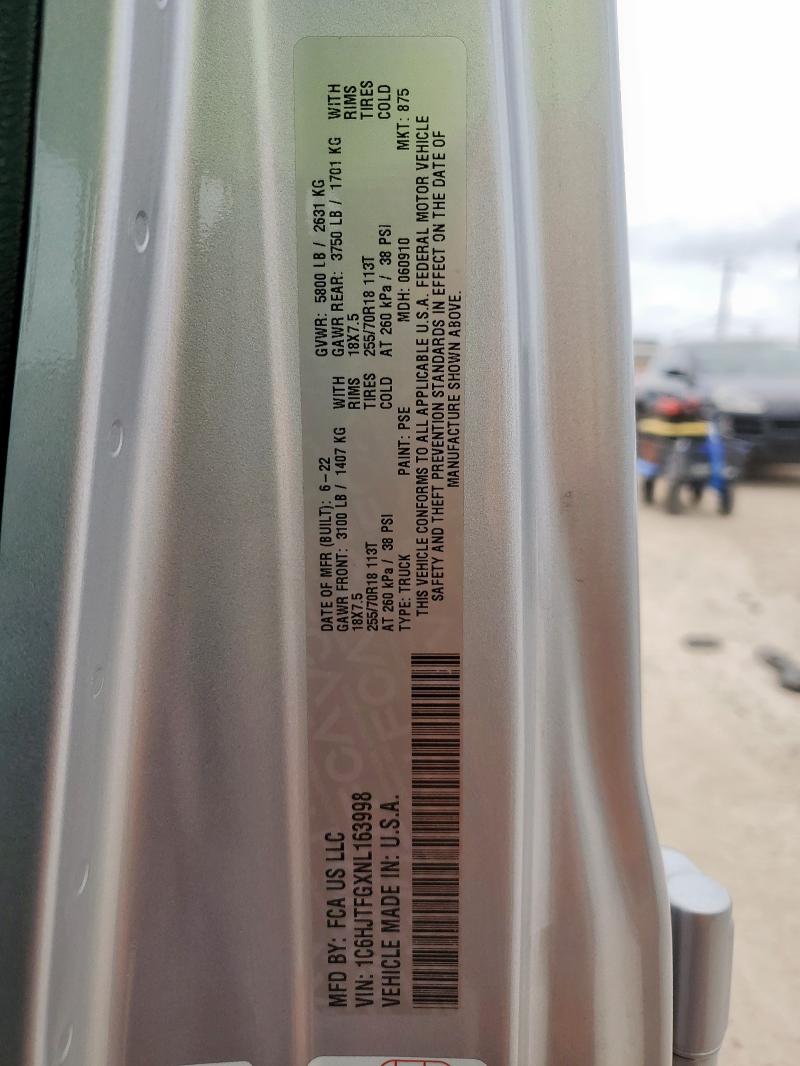 MFD BY: FCA US LLC
VIN: 1C6HJTFGXNL163998
VEHICLE MADE IN: U.S.A.
DATE OF MFR (BUILT): 6-22 GVWR: 5800 LB / 2631 KG
GAWR FRONT: 3100 LB / 1407 KG WITH GAWR REAR: 3750 LB / 1701 KG WITH
18X7.5 RIMS 18X7.5 RIMS
255/70R18 113T TIRES 255/70R18 113T TIRES
AT 260 kPa / 38 PSI COLD AT 260 kPa / 38 PSI COLD
TYPE: TRUCK PAINT: PSE MDH: 060910 MKT: 875
THIS VEHICLE CONFORMS TO ALL APPLICABLE U.S.A. FEDERAL MOTOR VEHICLE
SAFETY AND THEFT PREVENTION STANDARDS IN EFFECT ON THE DATE OF
MANUFACTURE SHOWN ABOVE.